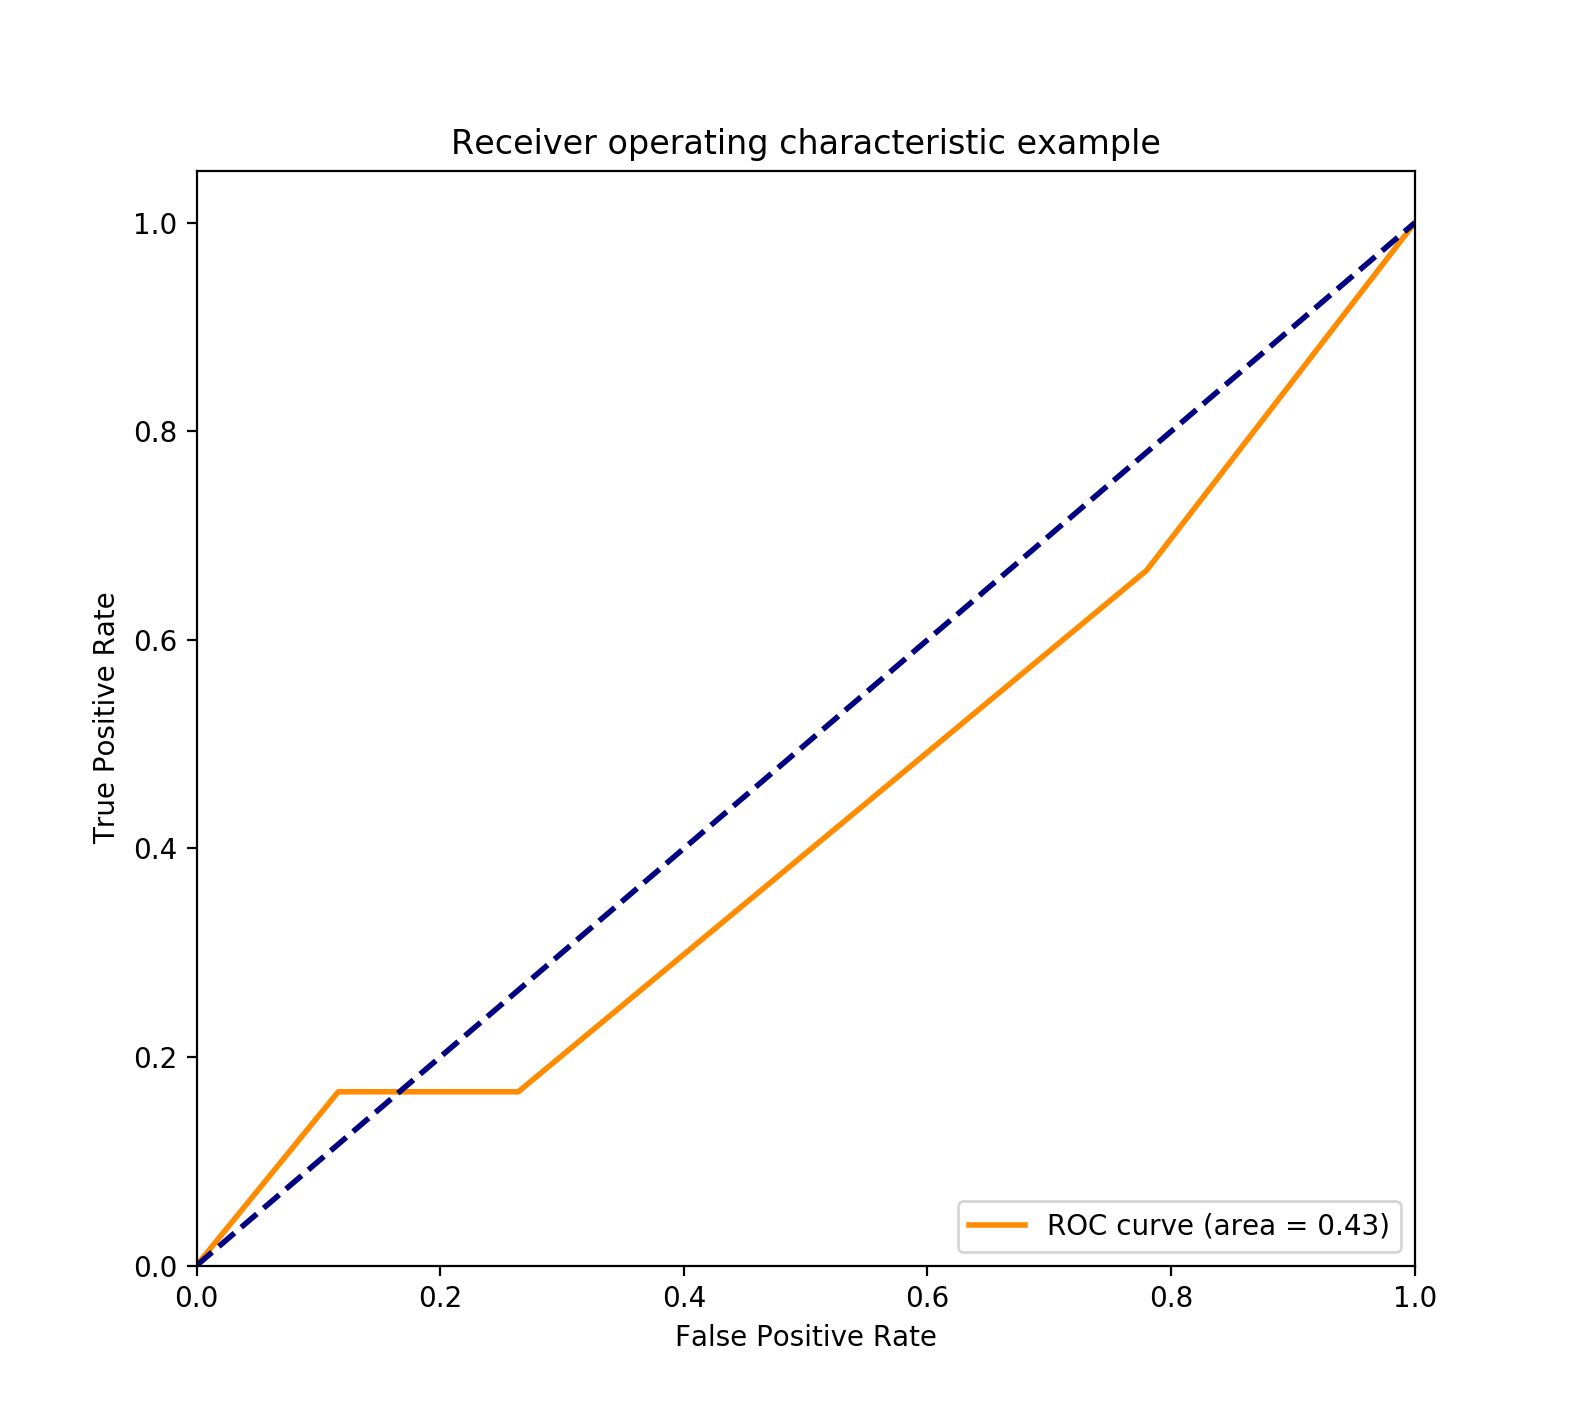 Receiver operating characteristic example
1.0
0.8
0.6
0.4
0.2
0.0
True Positive Rate
ROC curve (area = 0.43)
0.0 0.2 0.4 0.6 0.8 1.0
False Positive Rate